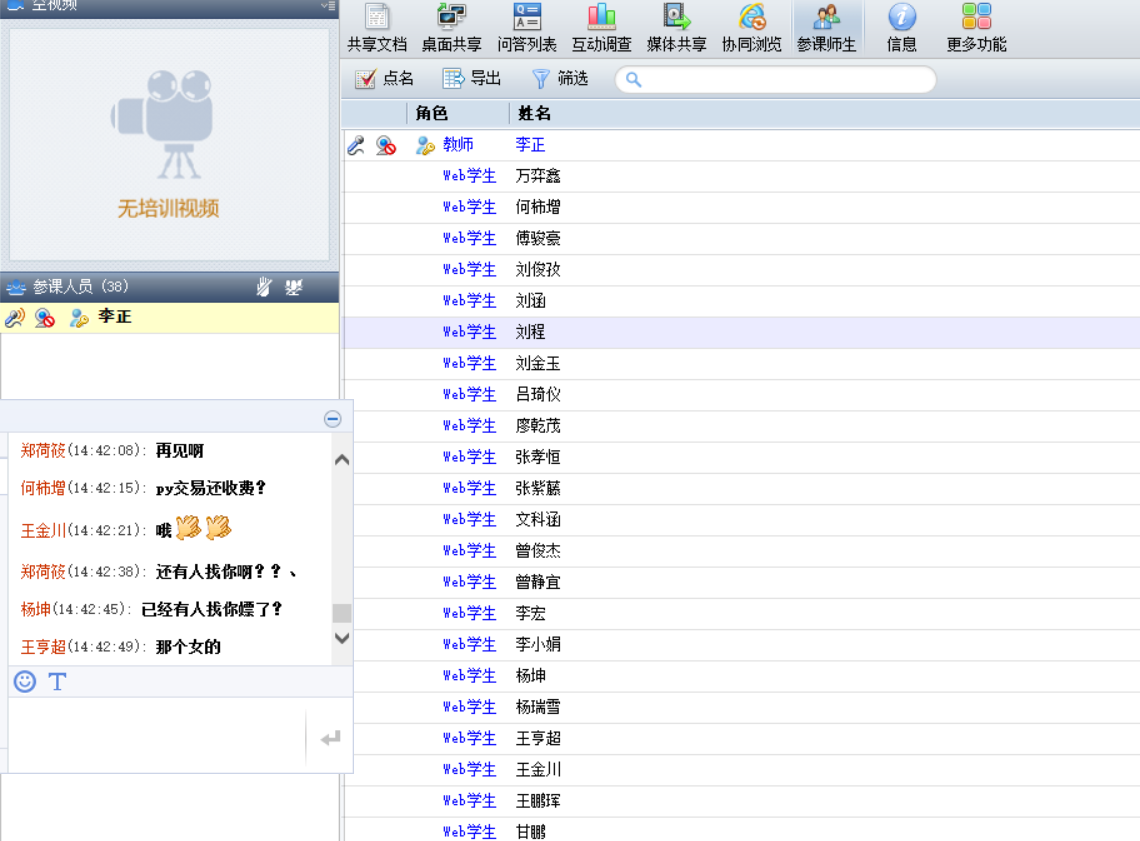 空视频
无培训视频
参课人员 (38)
李正
郑荷筱(14:42:08): 再见啊
何柿增(14:42:15): py交易还收费?
王金川(14:42:21): 哦
郑荷筱(14:42:38): 还有人找你啊??、
杨坤(14:42:45): 已经有人找你嫖了?
王亨超(14:42:49): 那个女的
T
共享文档 桌面共享 问答列表 互动调查 媒体共享 协同浏览 参课师生 信息 更多功能
点名 导出 筛选
角色 姓名
教师 李正
Web学生 万弈鑫
Web学生 何柿增
Web学生 傅骏豪
Web学生 刘俊孜
Web学生 刘涵
Web学生 刘程
Web学生 刘金玉
Web学生 吕琦仪
Web学生 廖乾茂
Web学生 张孝恒
Web学生 张紫藤
Web学生 文科涵
Web学生 曾俊杰
Web学生 曾静宜
Web学生 李宏
Web学生 李小娟
Web学生 杨坤
Web学生 杨瑞雪
Web学生 王亨超
Web学生 王金川
Web学生 王鹏珲
Web学生 甘鹏